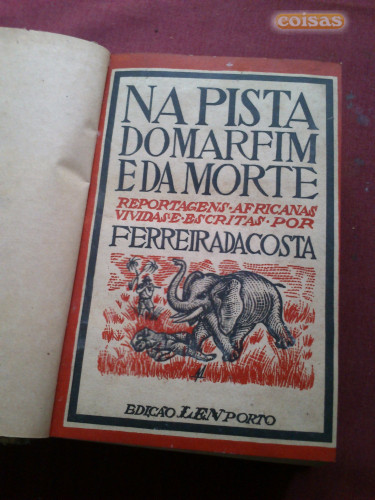 coisas
NA PISTA
DO MARFIM
E DA MORTE
REPORTAGENS·AFRICANAS
VIVIDAS·E·ESCRITAS·POR
FERREIRA DA COSTA
EDIÇÃO LEN PORTO